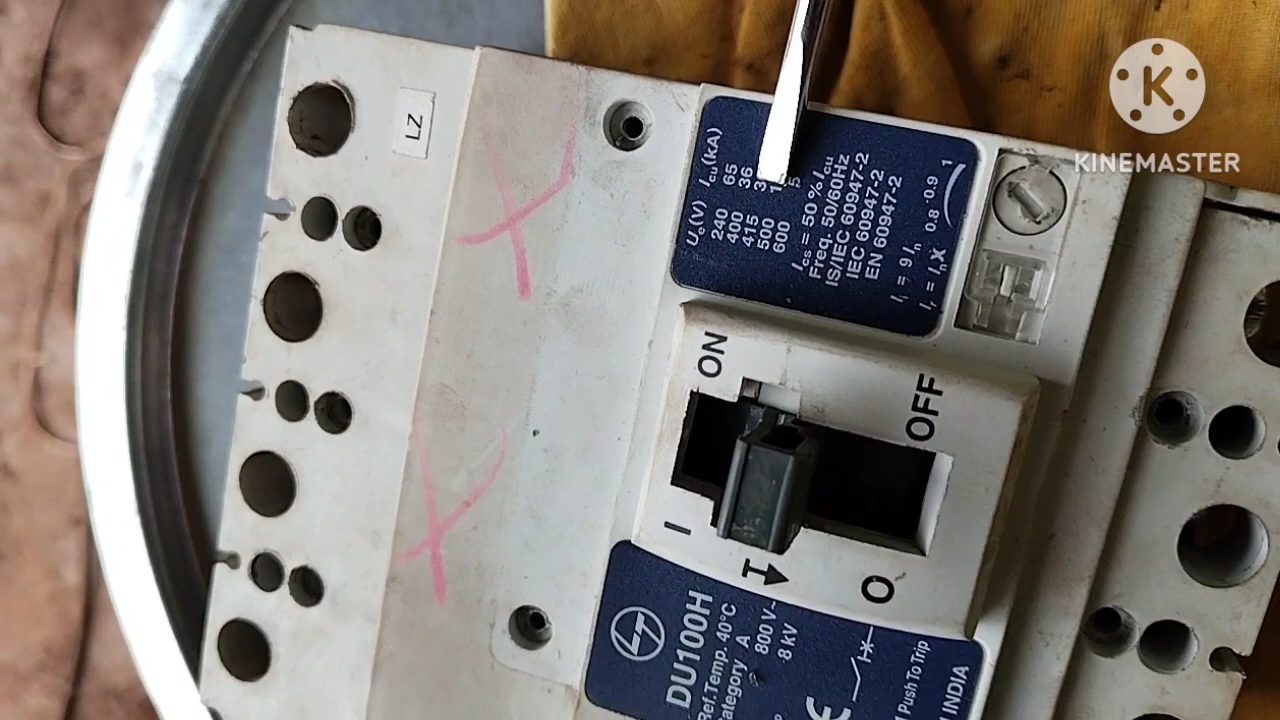 KINEMASTER
LZ
Ue(V) Icu(kA)
240 65
400 36
415
500
600
Ics = 50 % Icu
Freq. 50/60Hz
IS/IEC 60947-2
IEC 60947-2
EN 60947-2
Ii = 9 In
Ir = In X 0.8 -0.9 1
ON
OFF
I
O
DU100H
Ref.Temp. 40°C
A
800 V~
8 kV
CE
Push To Trip
INDIA